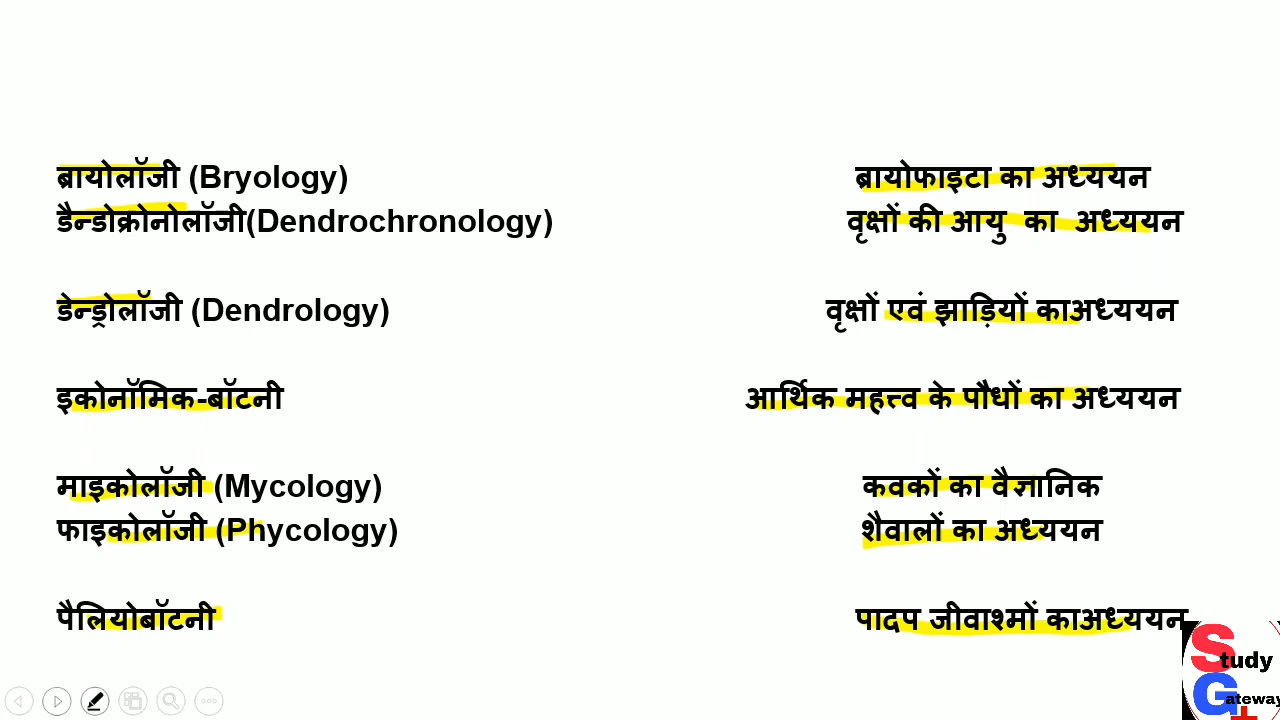 ब्रायोलॉजी (Bryology) ब्रायोफाइटा का अध्ययन
डैन्डोक्रोनोलॉजी(Dendrochronology) वृक्षों की आयु का अध्ययन
डेन्ड्रोलॉजी (Dendrology) वृक्षों एवं झाड़ियों काअध्ययन
इकोनॉमिक-बॉटनी आर्थिक महत्त्व के पौधों का अध्ययन
माइकोलॉजी (Mycology) कवकों का वैज्ञानिक
फाइकोलॉजी (Phycology) शैवालों का अध्ययन
पैलियोबॉटनी पादप जीवाश्मों काअध्ययन
Study
Gateway